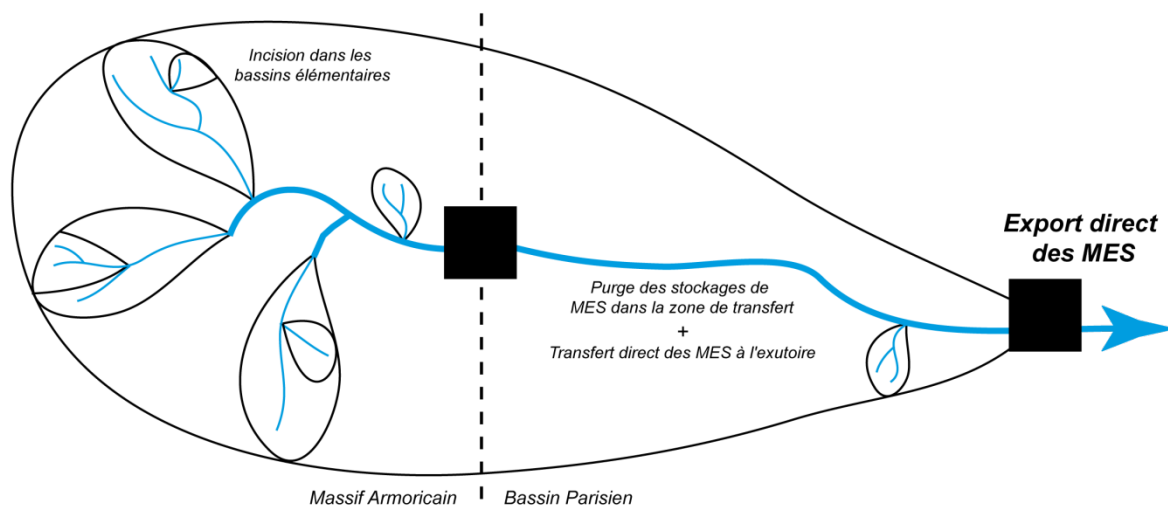 Incision dans les
bassins élémentaires
Export direct
des MES
Purge des stockages de
MES dans la zone de transfert
+
Transfert direct des MES à l'exutoire
Massif Armoricain
Bassin Parisien